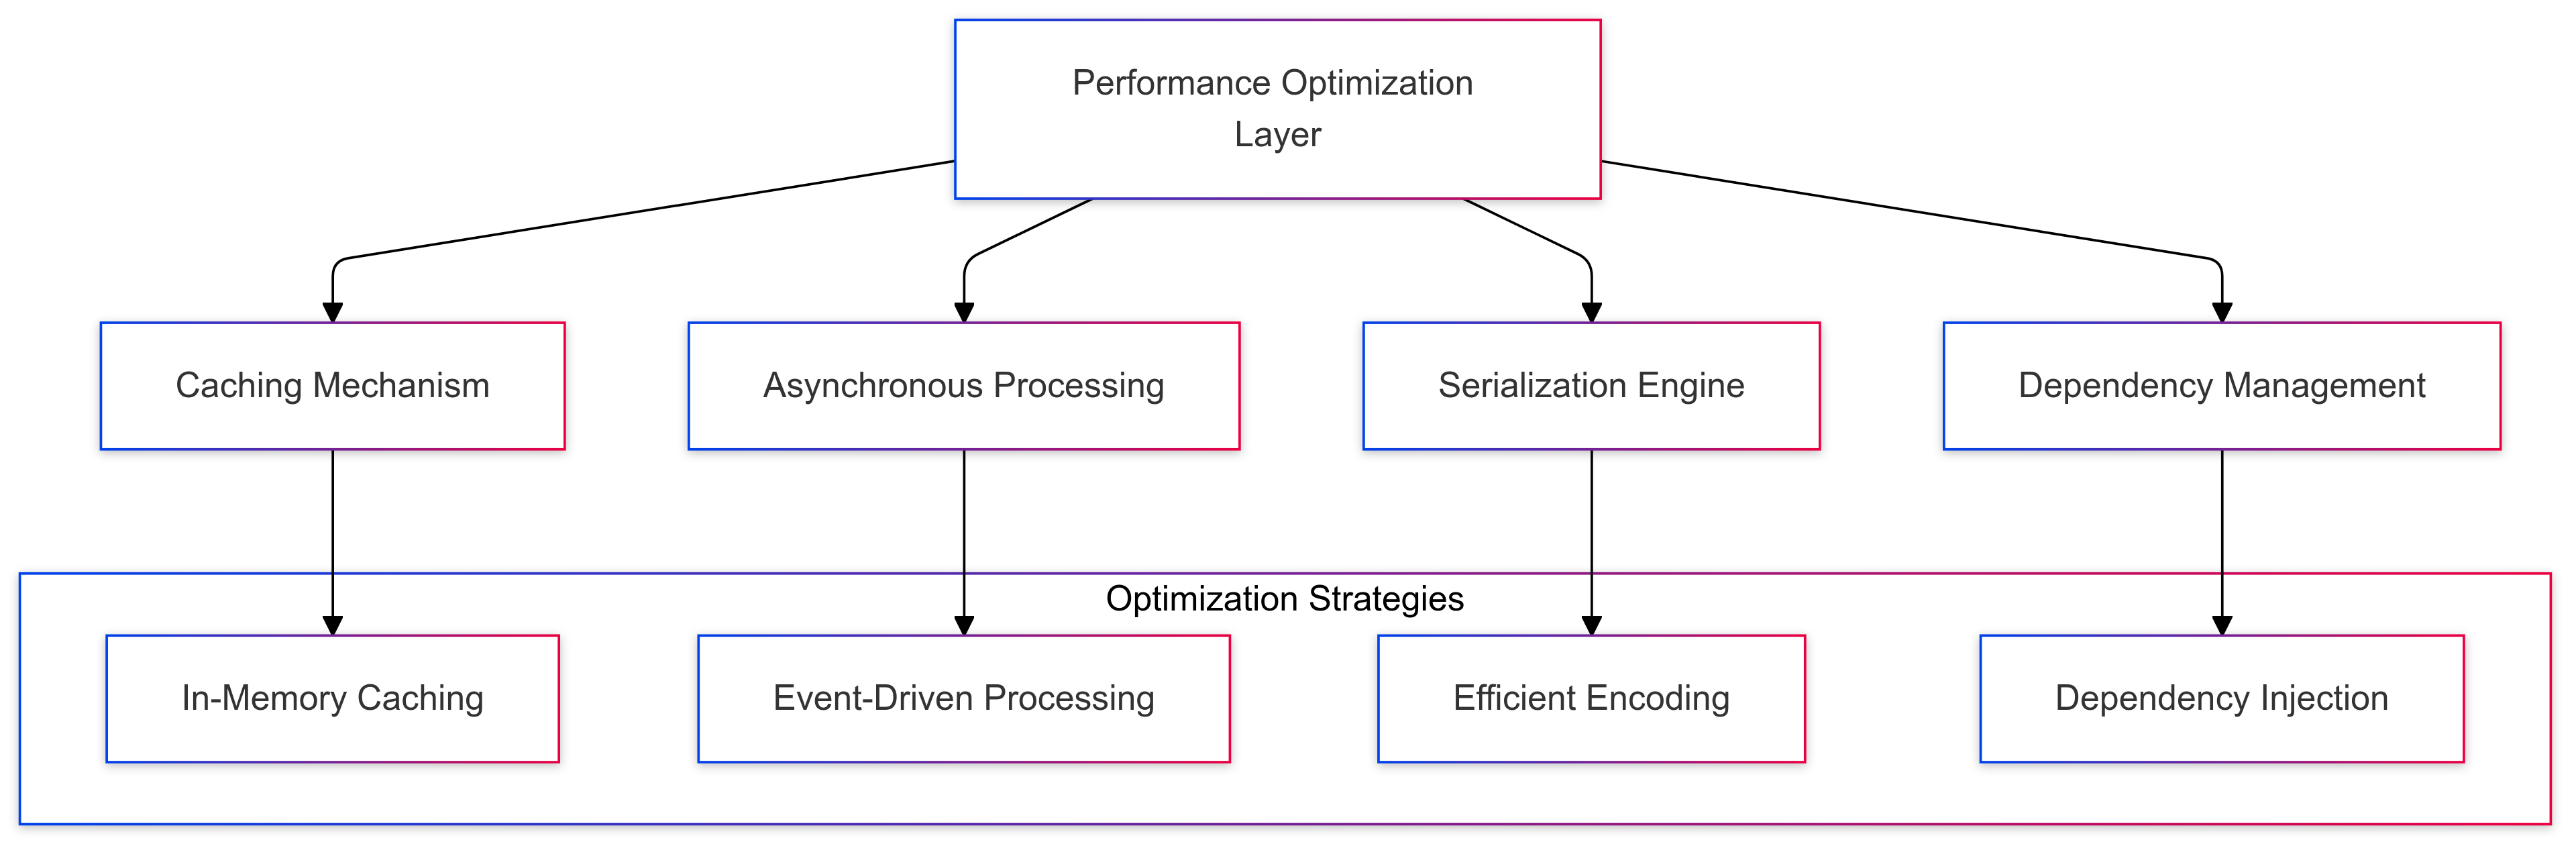 Performance Optimization
Layer
Caching Mechanism
Asynchronous Processing
Serialization Engine
Dependency Management
Optimization Strategies
In-Memory Caching
Event-Driven Processing
Efficient Encoding
Dependency Injection